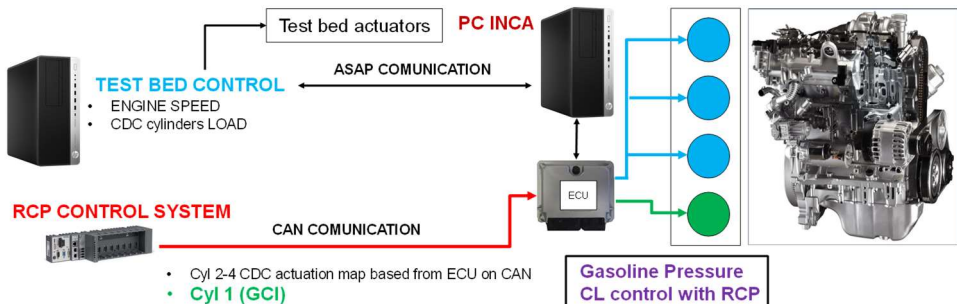 Test bed actuators
PC INCA
TEST BED CONTROL
ASAP COMUNICATION
• ENGINE SPEED
• CDC cylinders LOAD
ECU
RCP CONTROL SYSTEM
CAN COMUNICATION
• Cyl 2-4 CDC actuation map based from ECU on CAN
• Cyl 1 (GCI)
Gasoline Pressure
CL control with RCP